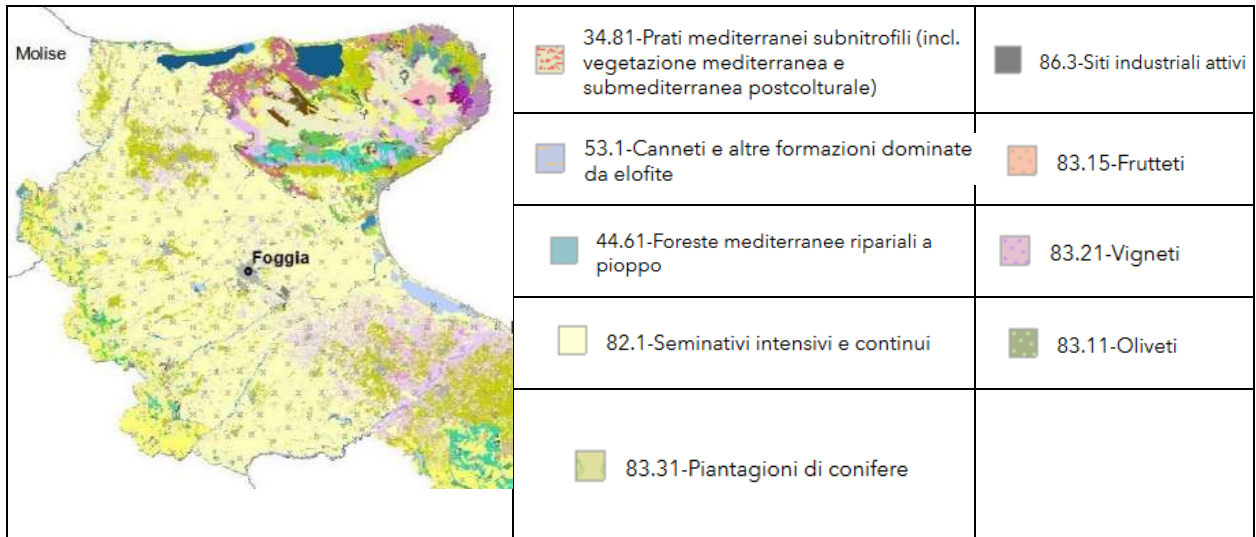 Molise
Foggia
34.81-Prati mediterranei subnitrofili (incl.
vegetazione mediterranea e
submediterranea postcolturale)
86.3-Siti industriali attivi
53.1-Canneti e altre formazioni dominate
da elofite
83.15-Frutteti
44.61-Foreste mediterranee ripariali a
pioppo
83.21-Vigneti
82.1-Seminativi intensivi e continui
83.11-Oliveti
83.31-Piantagioni di conifere